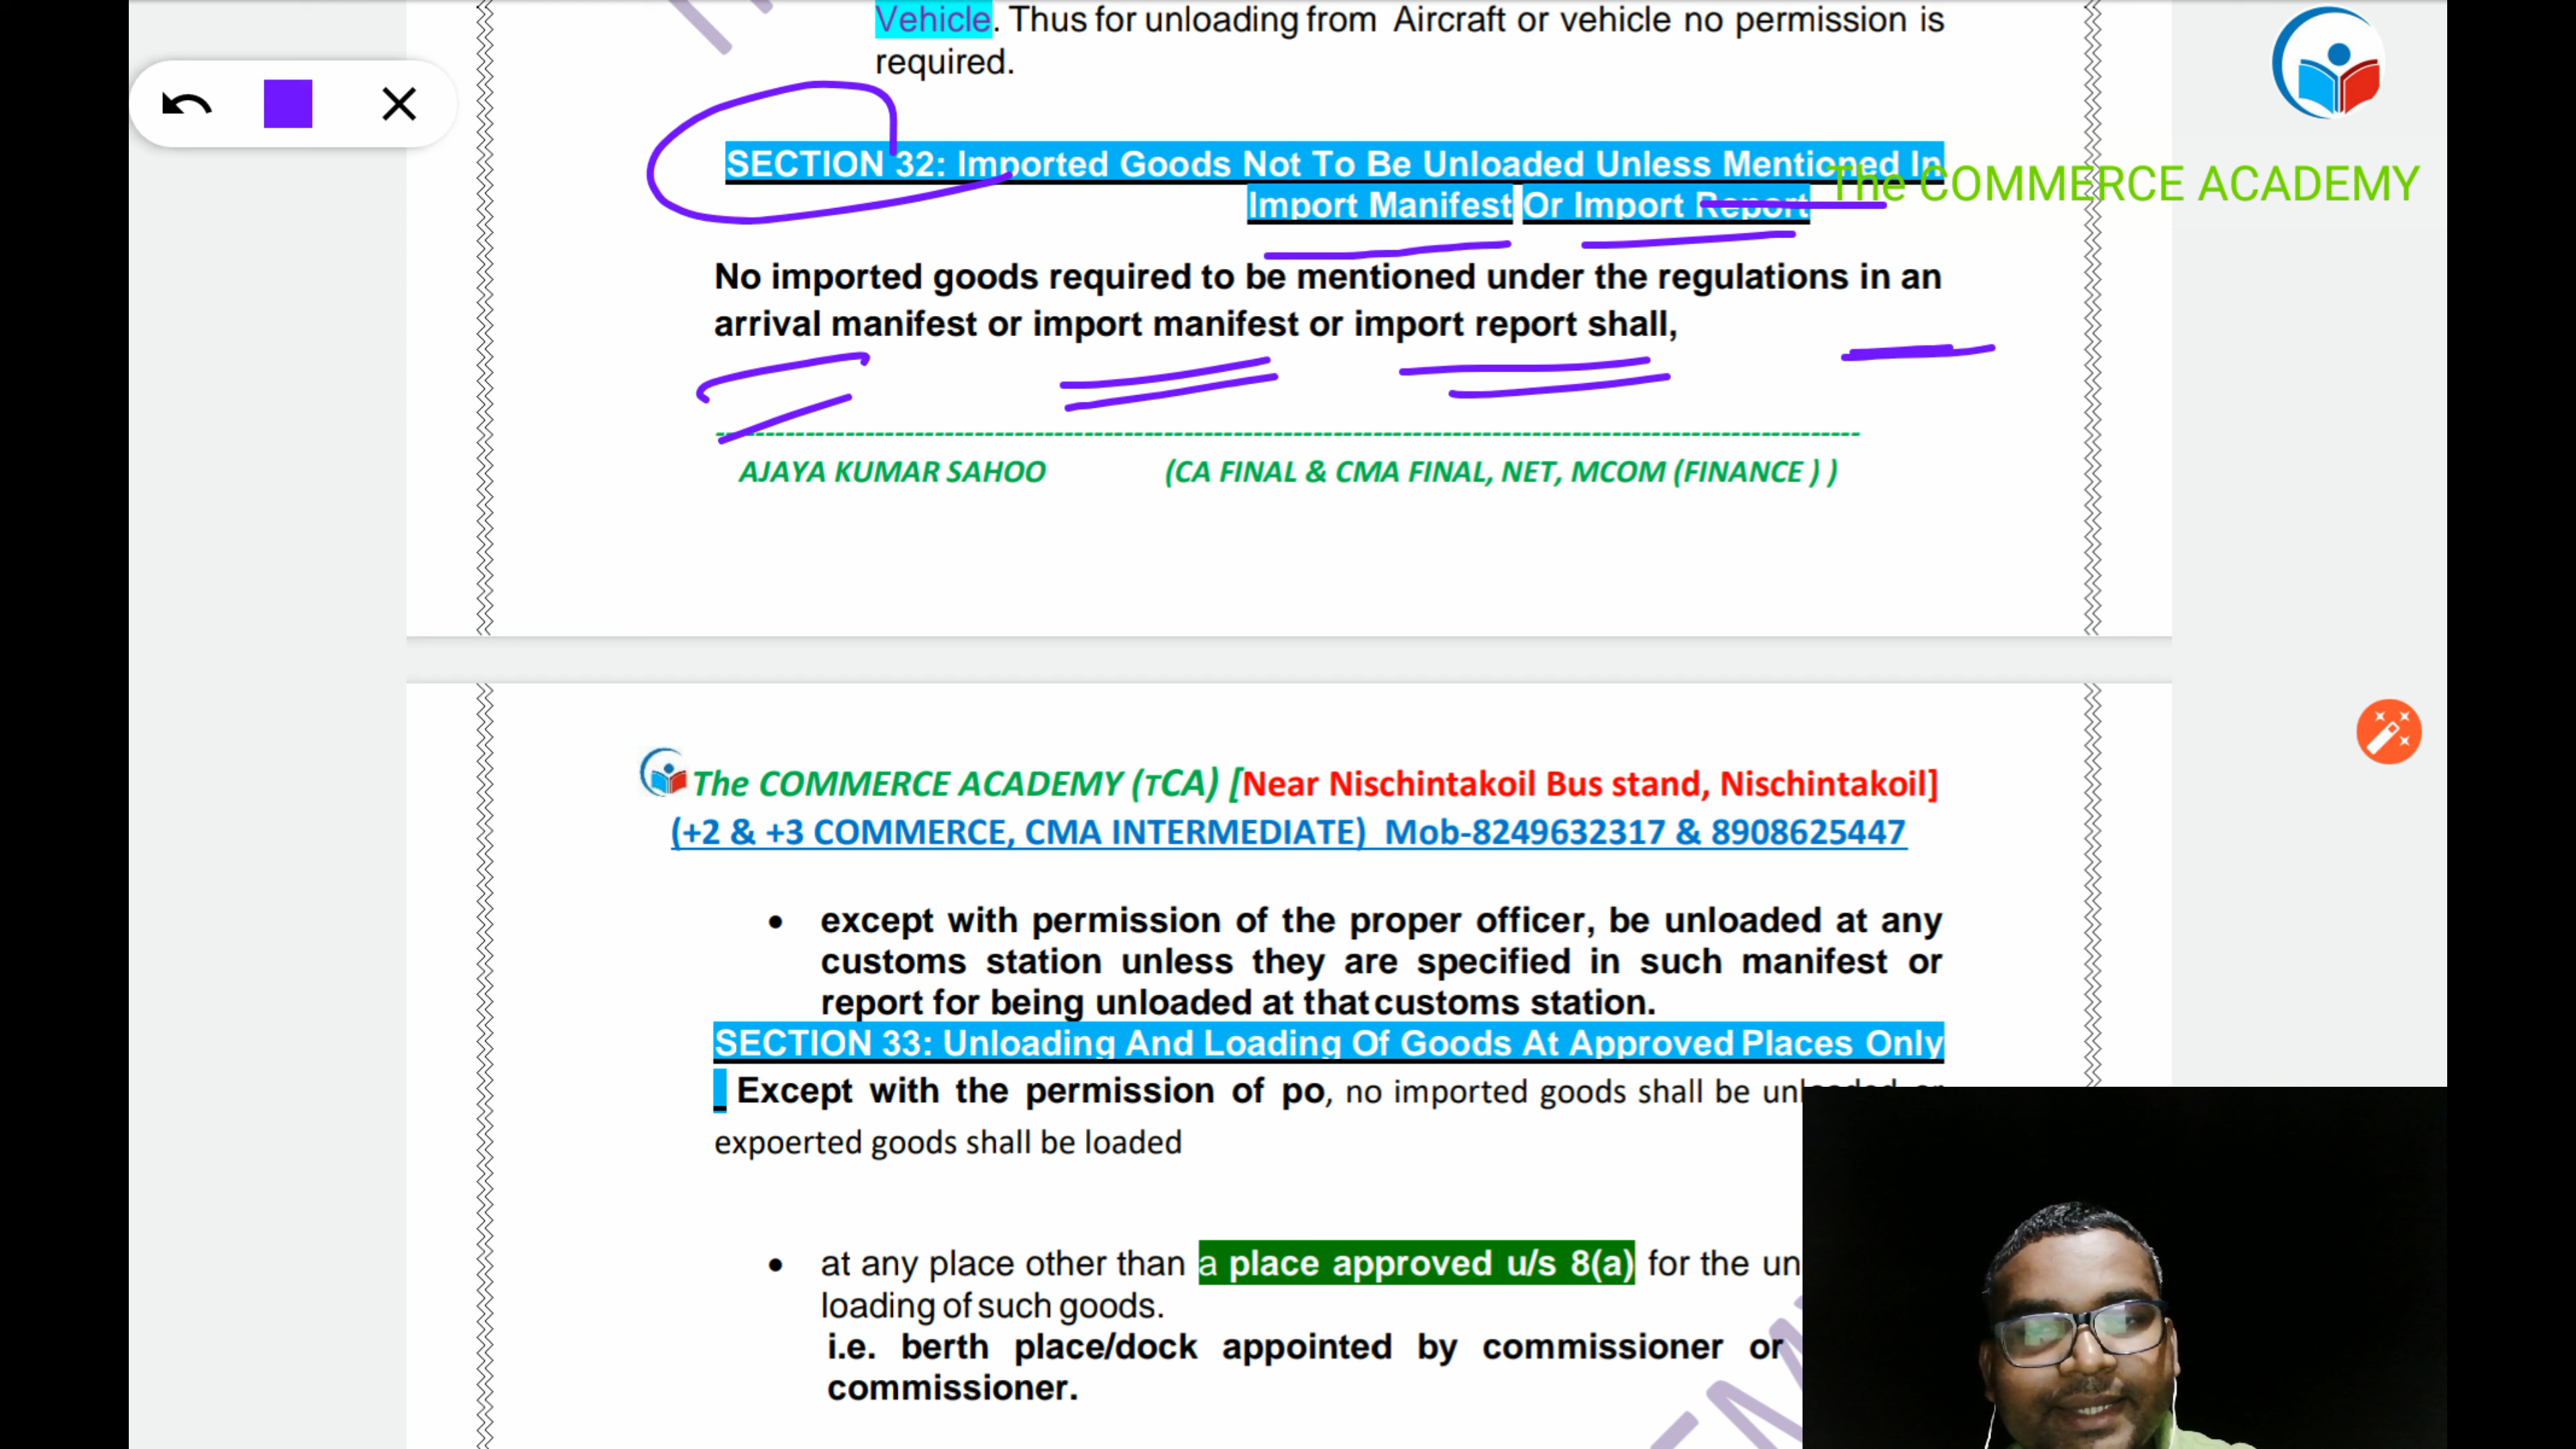 Vehicle. Thus for unloading from Aircraft or vehicle no permission is
required.
SECTION 32: Imported Goods Not To Be Unloaded Unless Mentioned In
Import Manifest Or Import Report
The COMMERCE ACADEMY
No imported goods required to be mentioned under the regulations in an
arrival manifest or import manifest or import report shall,
AJAYA KUMAR SAHOO (CA FINAL & CMA FINAL, NET, MCOM (FINANCE ) )
The COMMERCE ACADEMY (TCA) [Near Nischintakoil Bus stand, Nischintakoil]
(+2 & +3 COMMERCE, CMA INTERMEDIATE) Mob-8249632317 & 8908625447
• except with permission of the proper officer, be unloaded at any
customs station unless they are specified in such manifest or
report for being unloaded at that customs station.
SECTION 33: Unloading And Loading Of Goods At Approved Places Only
Except with the permission of po, no imported goods shall be unloaded or
expoerted goods shall be loaded
• at any place other than a place approved u/s 8(a) for the un
loading of such goods.
i.e. berth place/dock appointed by commissioner or
commissioner.